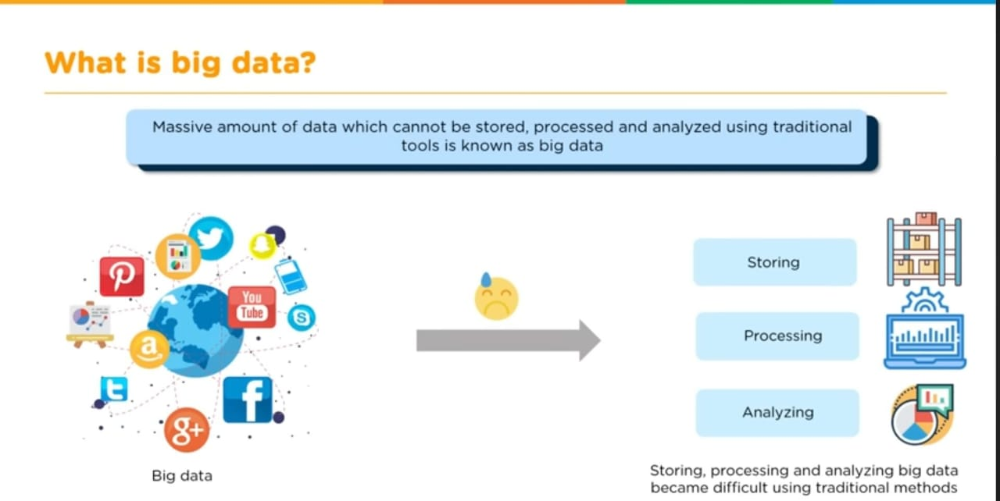 What is big data?
Massive amount of data which cannot be stored, processed and analyzed using traditional
tools is known as big data
You
Tube
S
a
t
f
g+
Big data
Storing
Processing
Analyzing
Storing, processing and analyzing big data
became difficult using traditional methods